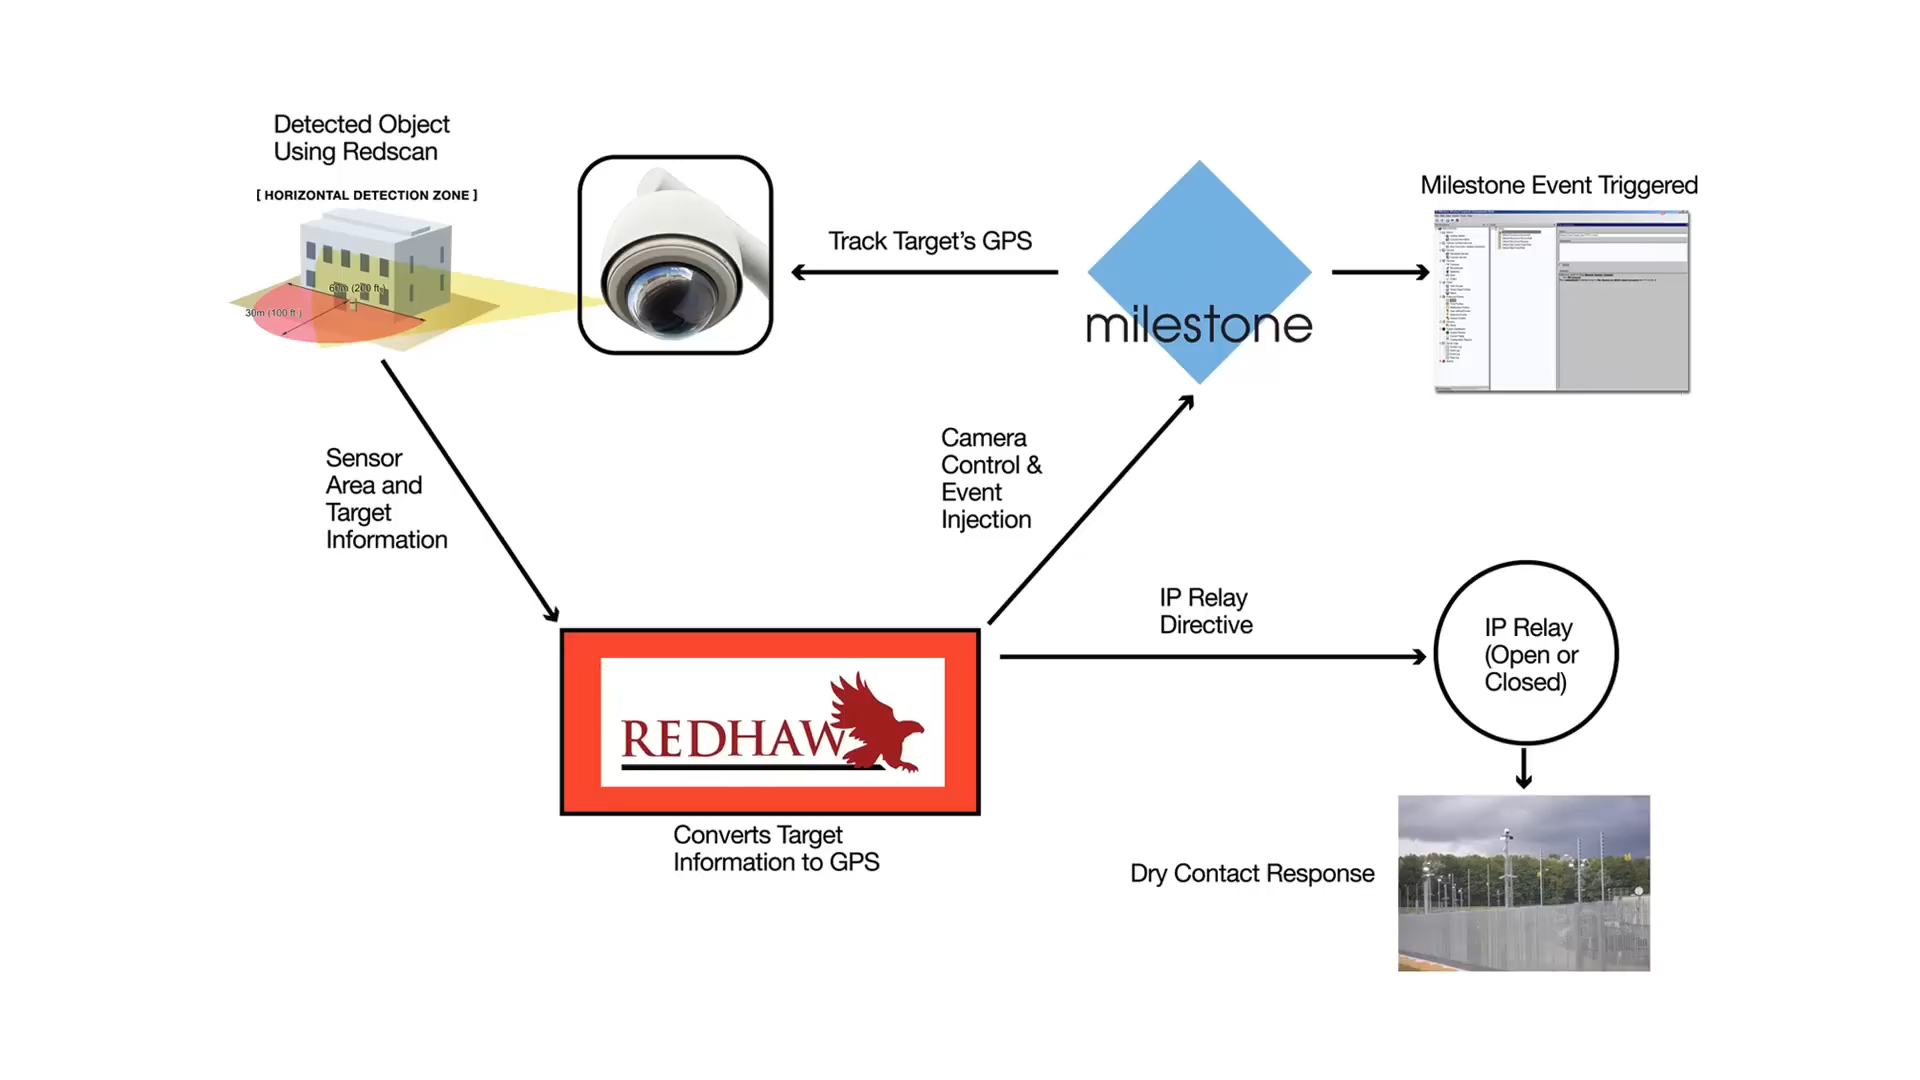 Detected Object
Using Redscan
[ HORIZONTAL DETECTION ZONE ]
60m (200 ft.)
30m (100 ft.)
Track Target's GPS
milestone
Milestone Event Triggered
Sensor
Area and
Target
Information
Camera
Control &
Event
Injection
IP Relay
Directive
IP Relay
(Open or
Closed)
REDHAW
Converts Target
Information to GPS
Dry Contact Response